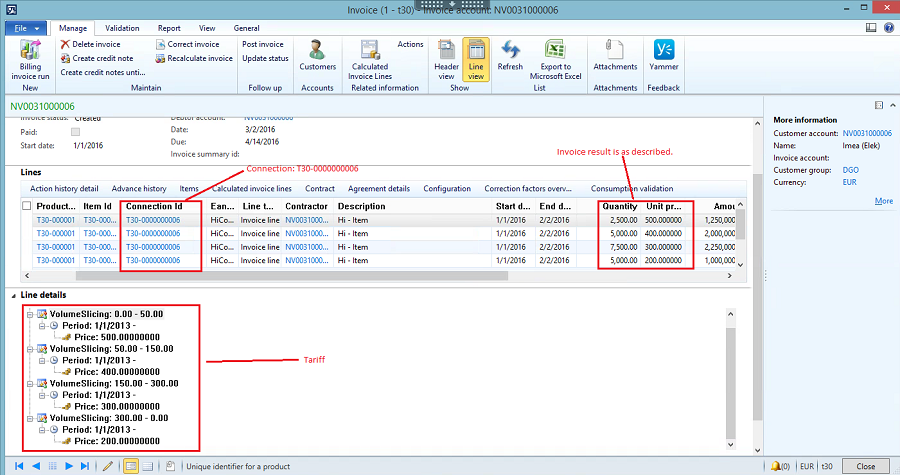 Invoice (1 - t30) - Invoice account: NV0031000006
File Manage Validation Report View General
Billing invoice run
New
Delete invoice
Create credit note
Create credit notes unti...
Correct invoice
Recalculate invoice
Maintain
Post invoice
Update status
Follow up
Customers
Accounts
Calculated Invoice Lines
Actions
Related information
Header view
Line view
Show
Refresh
Export to Microsoft Excel
List
Attachments
Attachments
Yammer
Feedback
NV0031000006
Invoice status: Created
Paid:
Start date: 1/1/2016
Debtor account: NV0031000006
Date: 3/2/2016
Due: 4/14/2016
Invoice summary id:
Connection: T30-0000000006
Invoice result is as described.
Lines
Action history detail Advance history Items Calculated invoice lines Contract Agreement details Configuration Correction factors overv... Consumption validation
Product... Item Id Connection Id Ean... Line t... Contractor Description Start d... End d... Quantity Unit pr... Amou
T30-000001 T30-000... T30-0000000006 HiCo... Invoice line NV0031000... Hi - Item 1/1/2016 2/2/2016 2,500.00 500.000000 1,250,000
T30-000001 T30-000... T30-0000000006 HiCo... Invoice line NV0031000... Hi - Item 1/1/2016 2/2/2016 5,000.00 400.000000 2,000,000
T30-000001 T30-000... T30-0000000006 HiCo... Invoice line NV0031000... Hi - Item 1/1/2016 2/2/2016 7,500.00 300.000000 2,250,000
T30-000001 T30-000... T30-0000000006 HiCo... Invoice line NV0031000... Hi - Item 1/1/2016 2/2/2016 5,000.00 200.000000 1,000,000
Line details
VolumeSlicing: 0.00 - 50.00
Period: 1/1/2013 -
Price: 500.00000000
VolumeSlicing: 50.00 - 150.00
Period: 1/1/2013 -
Price: 400.00000000
VolumeSlicing: 150.00 - 300.00
Period: 1/1/2013 -
Price: 300.00000000
VolumeSlicing: 300.00 - 0.00
Period: 1/1/2013 -
Price: 200.00000000
Tariff
More information
Customer account: NV0031000006
Name: Imea (Elek)
Invoice account:
Customer group: DGO
Currency: EUR
More
Unique identifier for a product
(0) EUR t30 Close